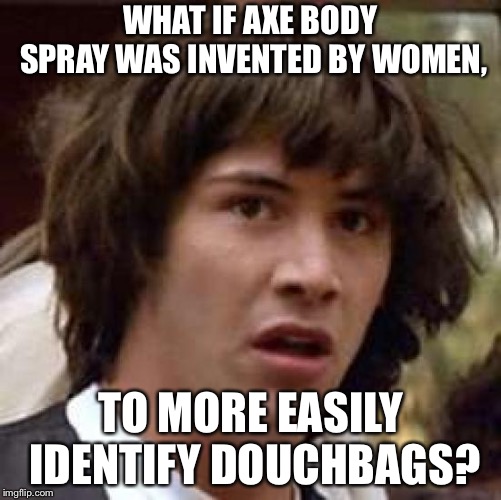 WHAT IF AXE BODY
SPRAY WAS INVENTED BY WOMEN,
TO MORE EASILY
IDENTIFY DOUCHBAGS?
imgflip.com